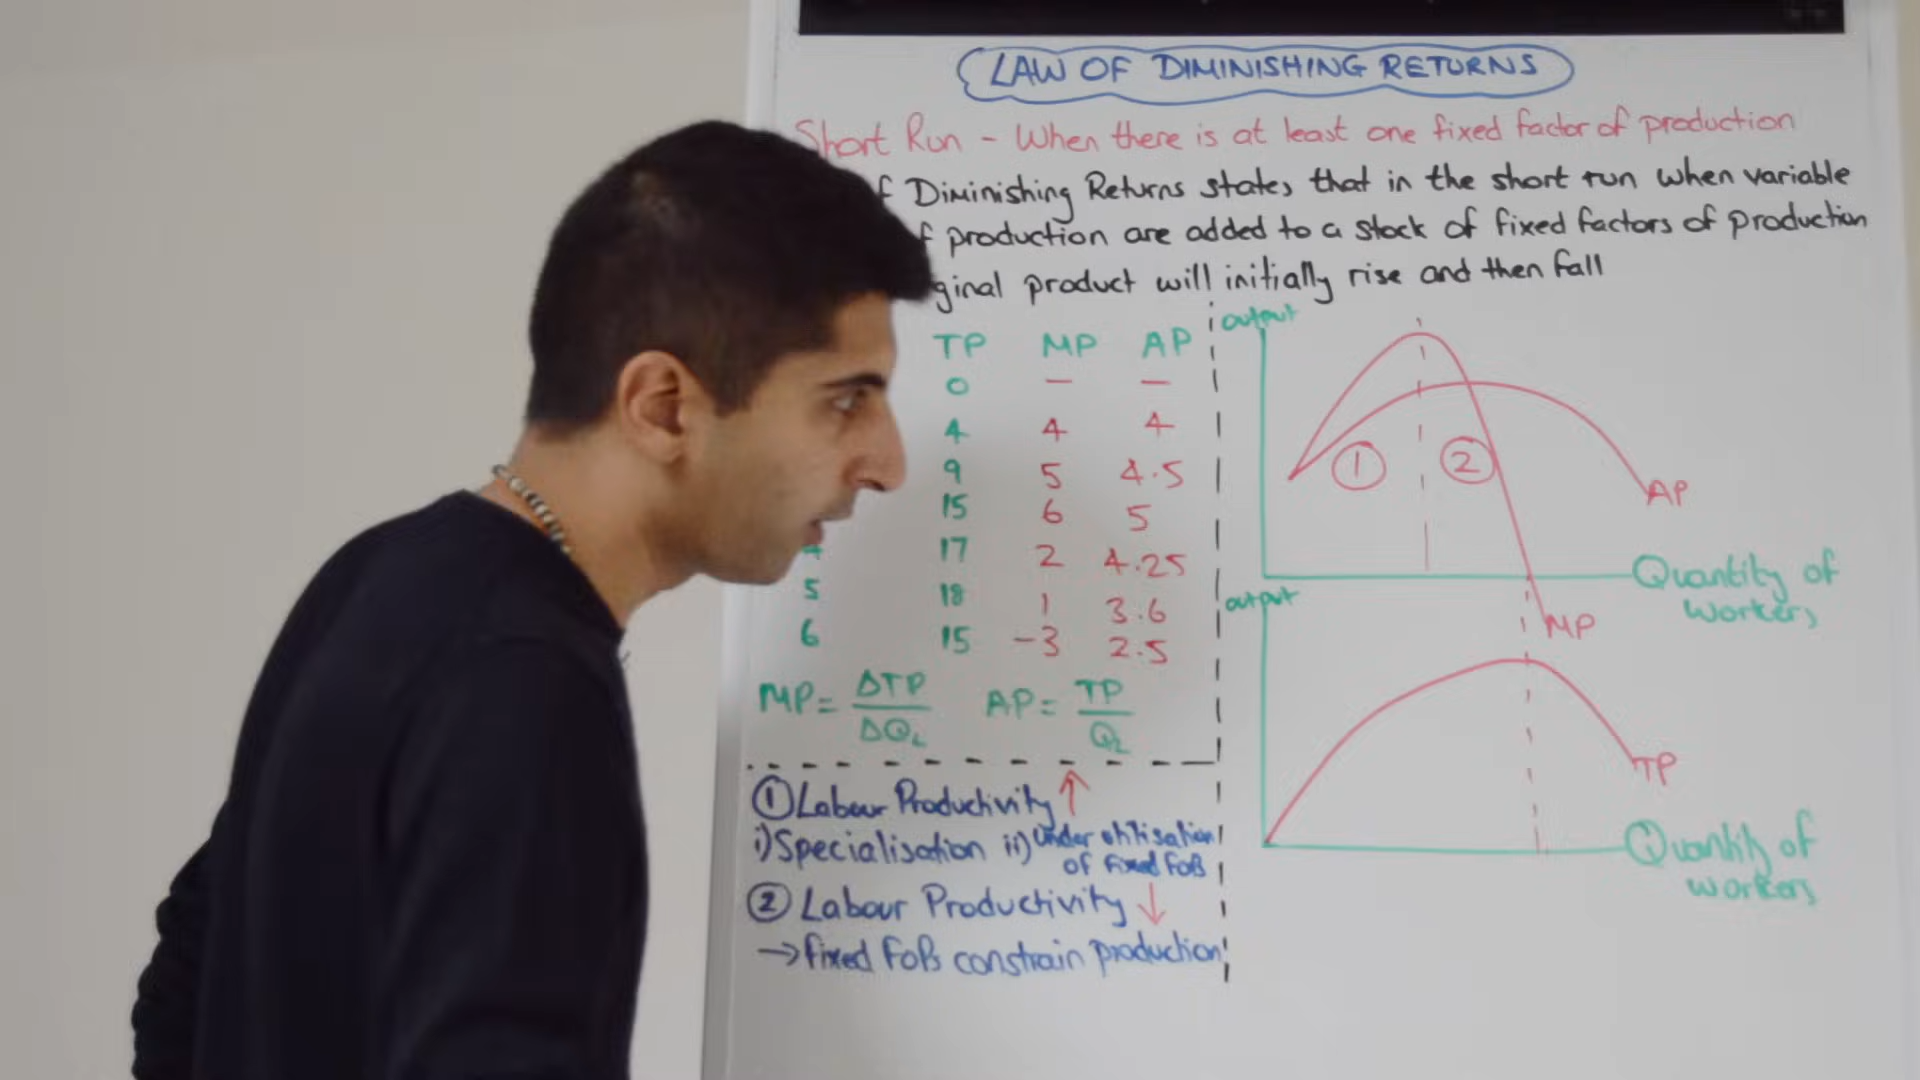 LAW OF DIMINISHING RETURNS
Short Run - When there is at least one fixed factor of production
f Diminishing Returns states that in the short run when variable
f production are added to a stock of fixed factors of production
ginal product will initially rise and then fall
TP MP AP
0 — —
4 4 4
9 5 4.5
15 6 5
4 17 2 4.25
5 18 1 3.6
6 15 -3 2.5
MP = ΔTP / ΔQL AP = TP / QL
① Labour Productivity ↑
i) Specialisation ii) Under utilisation
of fixed FoPs
② Labour Productivity ↓
→ fixed FoPs constrain production
output
① ②
AP
Quantity of
workers
MP
output
TP
Quantity of
workers